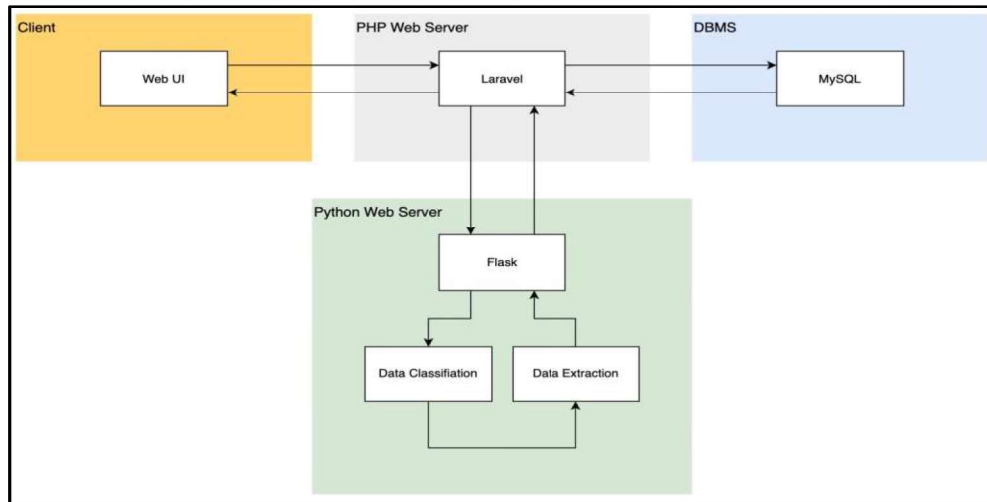 Client
PHP Web Server
DBMS
Web UI
Laravel
MySQL
Python Web Server
Flask
Data Classifiation
Data Extraction